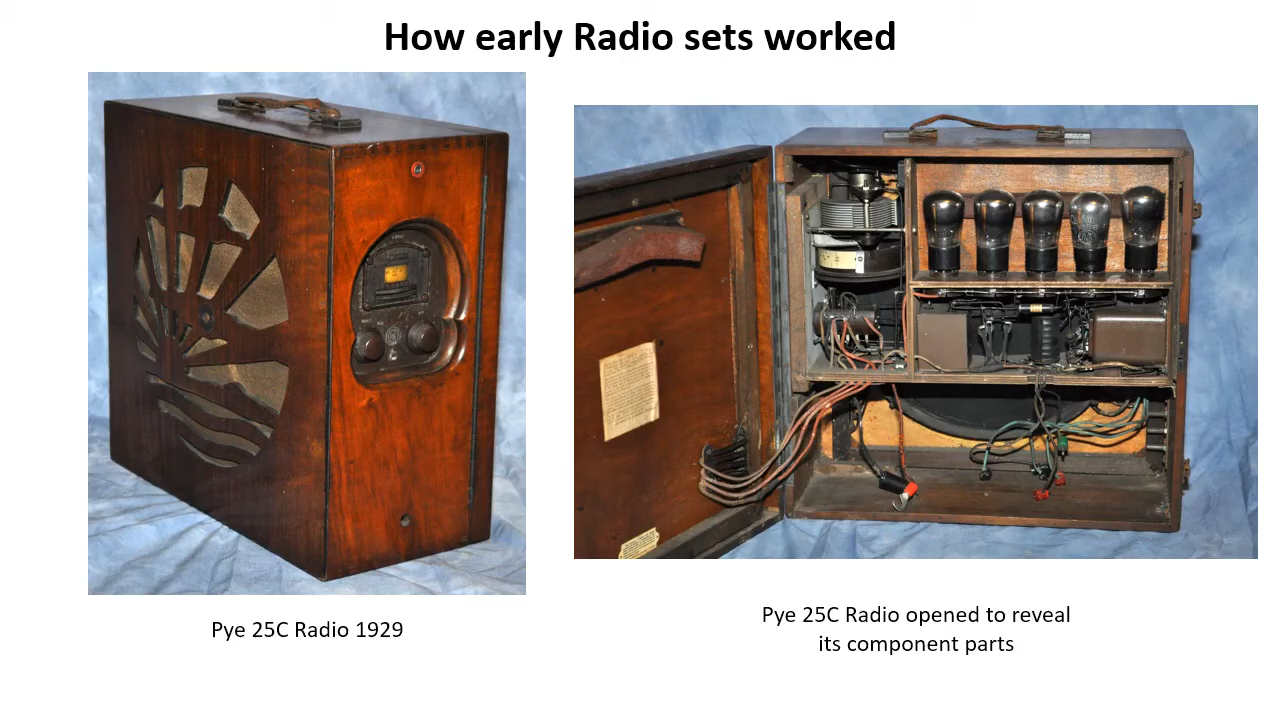 How early Radio sets worked
Pye 25C Radio 1929
Pye 25C Radio opened to reveal
its component parts